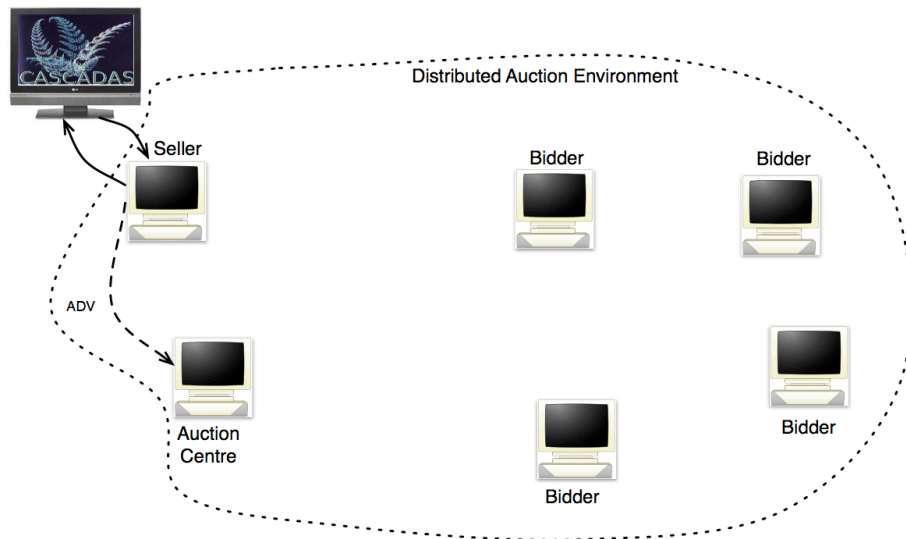 CASCADAS
Distributed Auction Environment
Seller
Bidder
Bidder
ADV
Auction
Centre
Bidder
Bidder